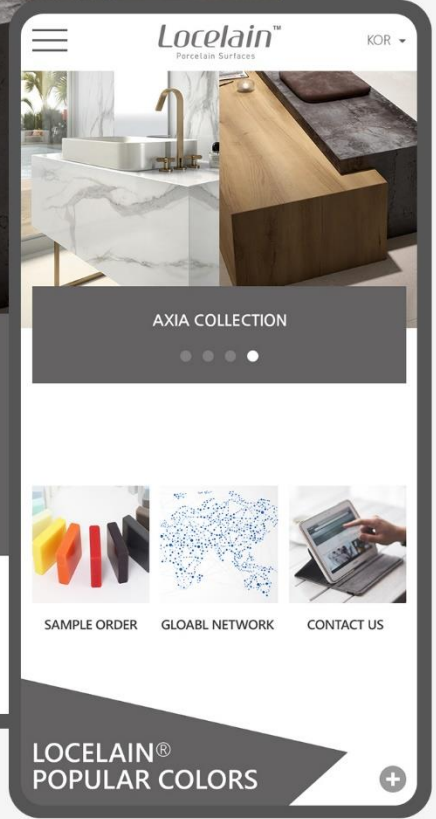 Locelain™
Porcelain Surfaces
KOR
AXIA COLLECTION
SAMPLE ORDER
GLOABL NETWORK
CONTACT US
LOCELAIN®
POPULAR COLORS